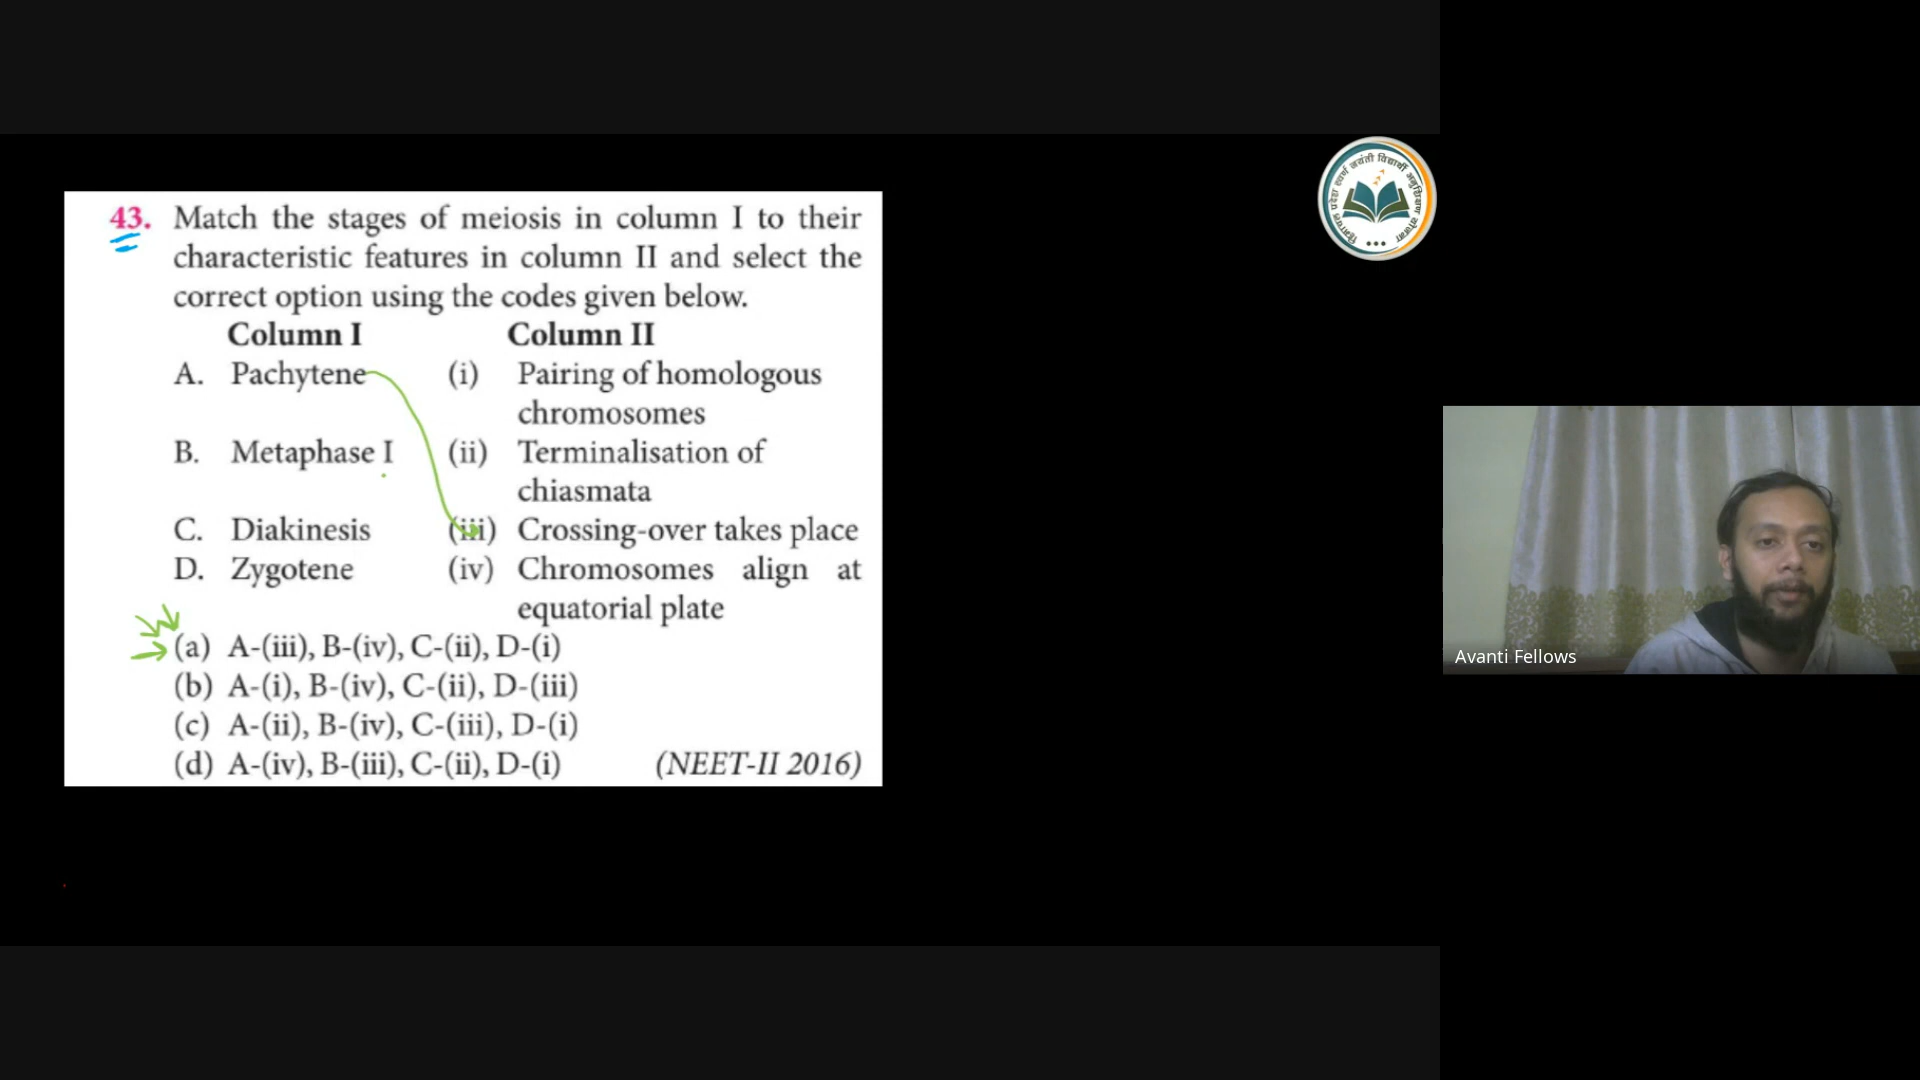 43. Match the stages of meiosis in column I to their
characteristic features in column II and select the
correct option using the codes given below.
Column I Column II
A. Pachytene (i) Pairing of homologous
chromosomes
B. Metaphase I (ii) Terminalisation of
chiasmata
C. Diakinesis (iii) Crossing-over takes place
D. Zygotene (iv) Chromosomes align at
equatorial plate
(a) A-(iii), B-(iv), C-(ii), D-(i)
(b) A-(i), B-(iv), C-(ii), D-(iii)
(c) A-(ii), B-(iv), C-(iii), D-(i)
(d) A-(iv), B-(iii), C-(ii), D-(i) (NEET-II 2016)
Avanti Fellows